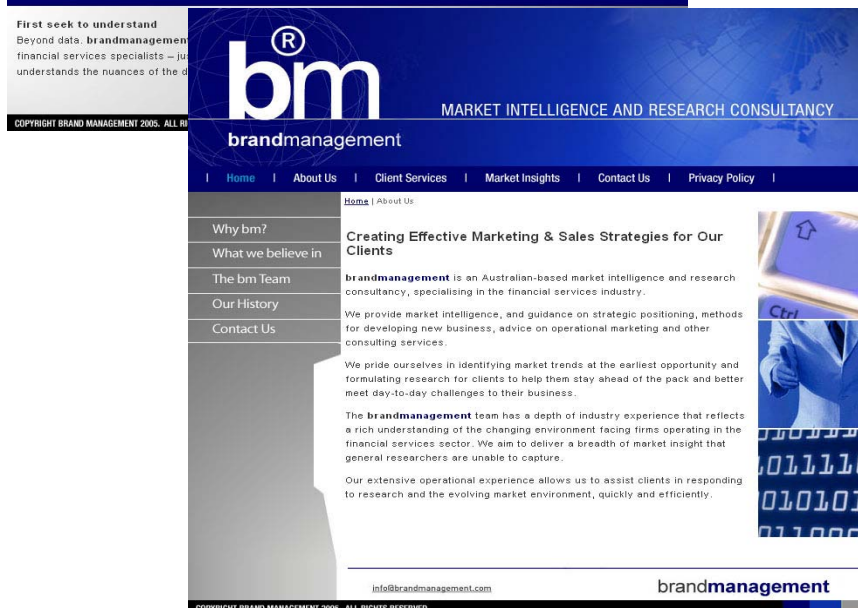 First seek to understand
Beyond data. brandmanagemen
financial services specialists – ju
understands the nuances of the d
COPYRIGHT BRAND MANAGEMENT 2005. ALL RI
®
bm
MARKET INTELLIGENCE AND RESEARCH CONSULTANCY
brandmanagement
| Home | About Us | Client Services | Market Insights | Contact Us | Privacy Policy |
Home | About Us
Why bm?
What we believe in
The bm Team
Our History
Contact Us
Creating Effective Marketing & Sales Strategies for Our
Clients
brandmanagement is an Australian-based market intelligence and research
consultancy, specialising in the financial services industry.
We provide market intelligence, and guidance on strategic positioning, methods
for developing new business, advice on operational marketing and other
consulting services.
We pride ourselves in identifying market trends at the earliest opportunity and
formulating research for clients to help them stay ahead of the pack and better
meet day-to-day challenges to their business.
The brandmanagement team has a depth of industry experience that reflects
a rich understanding of the changing environment facing firms operating in the
financial services sector. We aim to deliver a breadth of market insight that
general researchers are unable to capture.
Our extensive operational experience allows us to assist clients in responding
to research and the evolving market environment, quickly and efficiently.
Ctrl
011111
010101
011000
info@brandmanagement.com
brandmanagement
COPYRIGHT BRAND MANAGEMENT 2005. ALL RIGHTS RESERVED